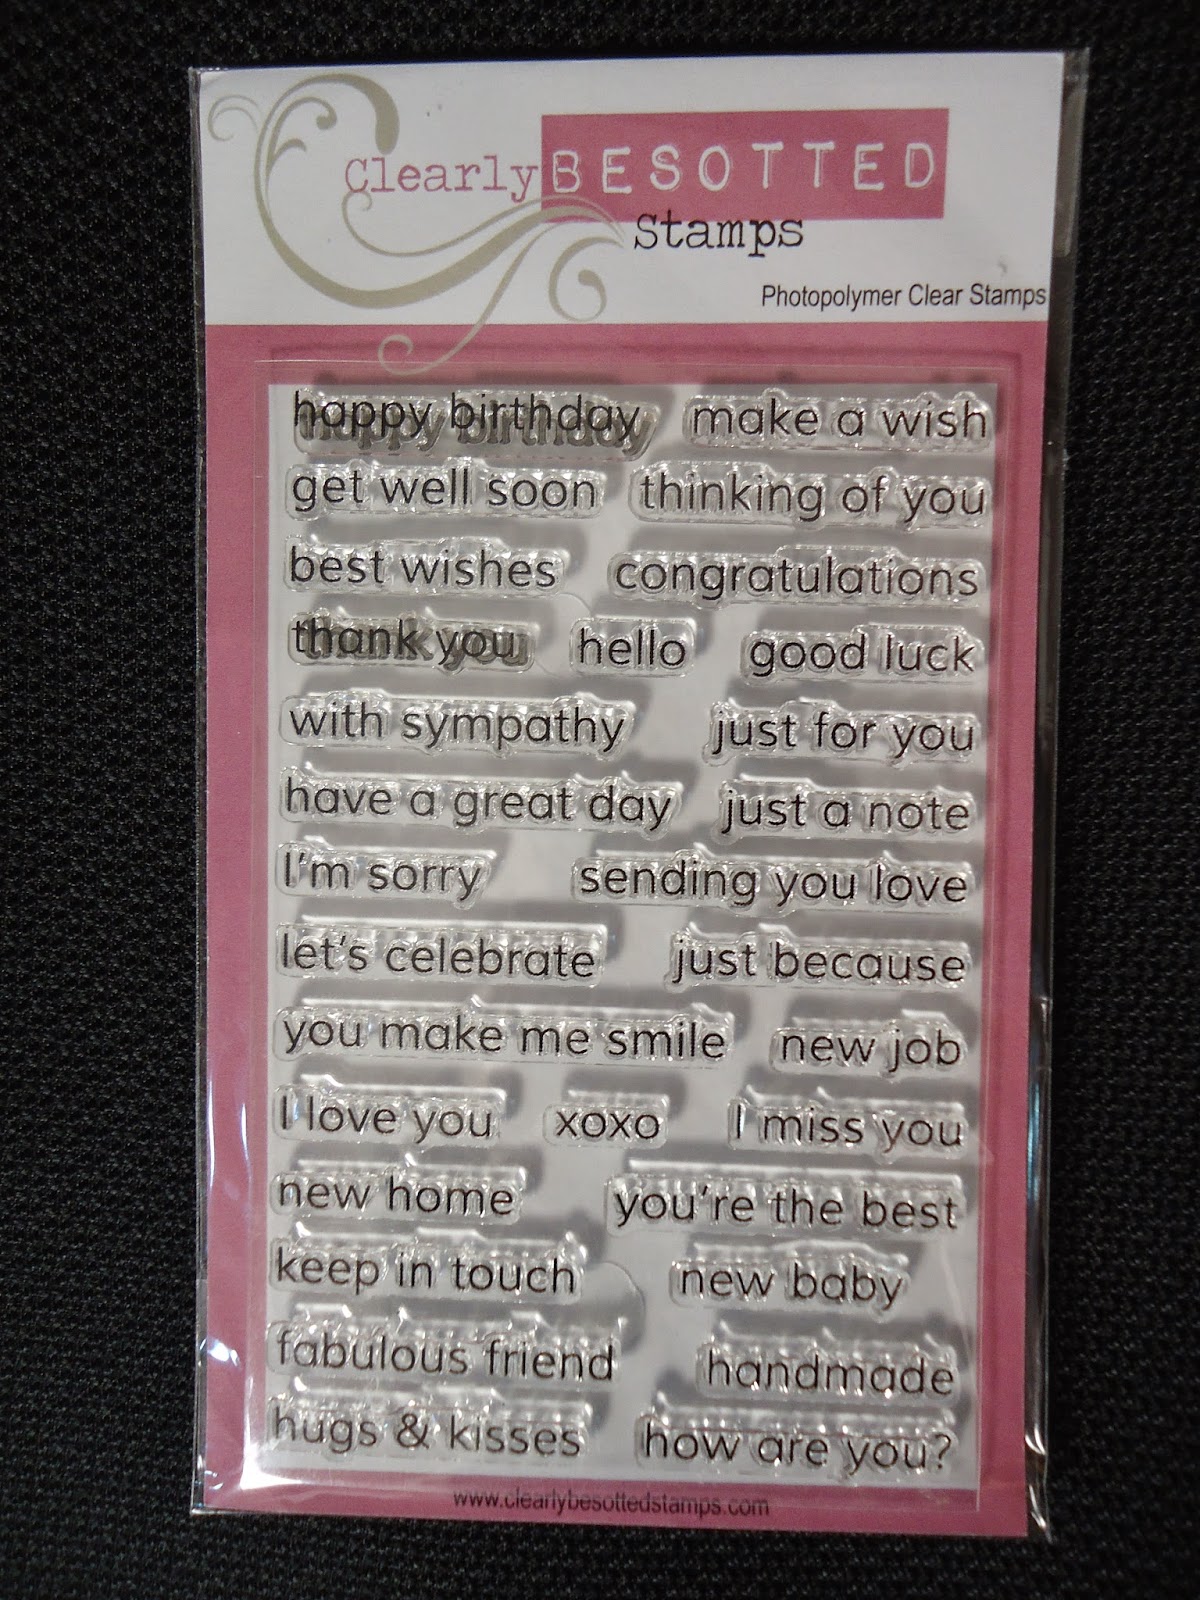 Clearly BESOTTED
Stamps
Photopolymer Clear Stamps
happy birthday make a wish
get well soon thinking of you
best wishes congratulations
thank you hello good luck
with sympathy just for you
have a great day just a note
I'm sorry sending you love
let's celebrate just because
you make me smile new job
I love you xoxo I miss you
new home you're the best
keep in touch new baby
fabulous friend handmade
hugs & kisses how are you?
www.clearlybesottedstamps.com